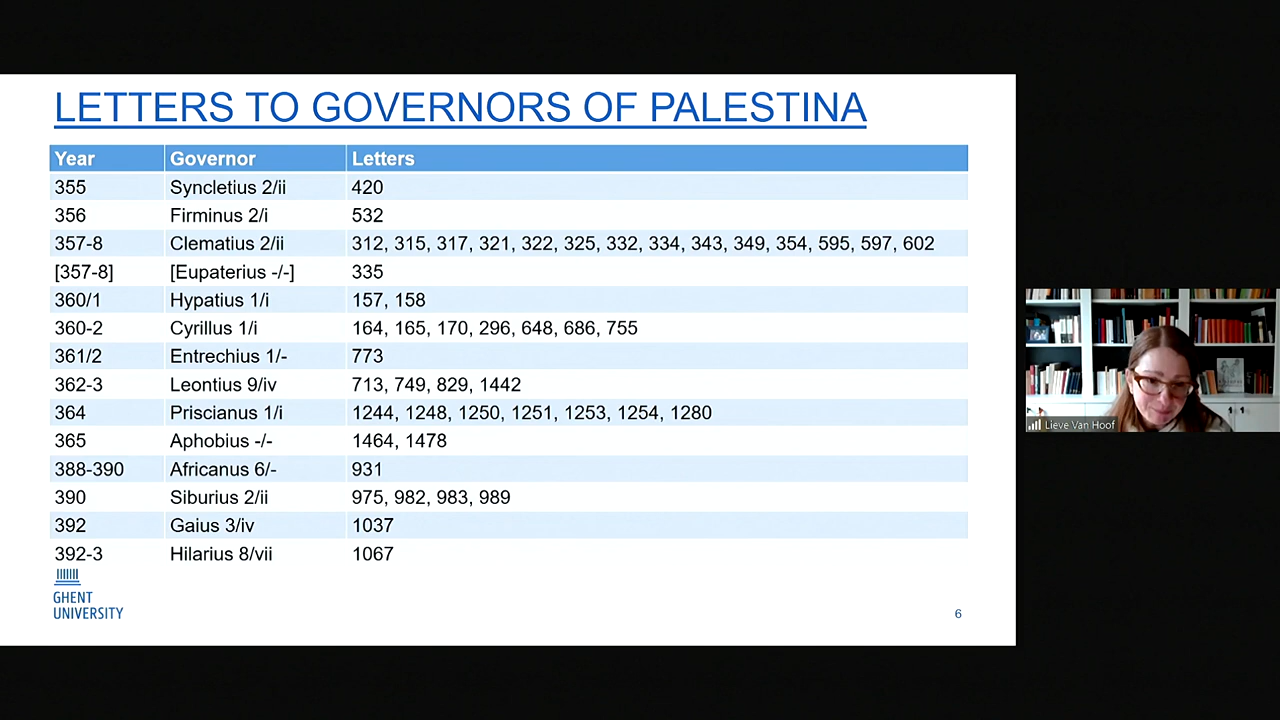 LETTERS TO GOVERNORS OF PALESTINA
Year Governor Letters
355 Syncletius 2/ii 420
356 Firminus 2/i 532
357-8 Clematius 2/ii 312, 315, 317, 321, 322, 325, 332, 334, 343, 349, 354, 595, 597, 602
[357-8] [Eupaterius -/-] 335
360/1 Hypatius 1/i 157, 158
360-2 Cyrillus 1/i 164, 165, 170, 296, 648, 686, 755
361/2 Entrechius 1/- 773
362-3 Leontius 9/iv 713, 749, 829, 1442
364 Priscianus 1/i 1244, 1248, 1250, 1251, 1253, 1254, 1280
365 Aphobius -/- 1464, 1478
388-390 Africanus 6/- 931
390 Siburius 2/ii 975, 982, 983, 989
392 Gaius 3/iv 1037
392-3 Hilarius 8/vii 1067
GHENT
UNIVERSITY
6
Lieve Van Hoof